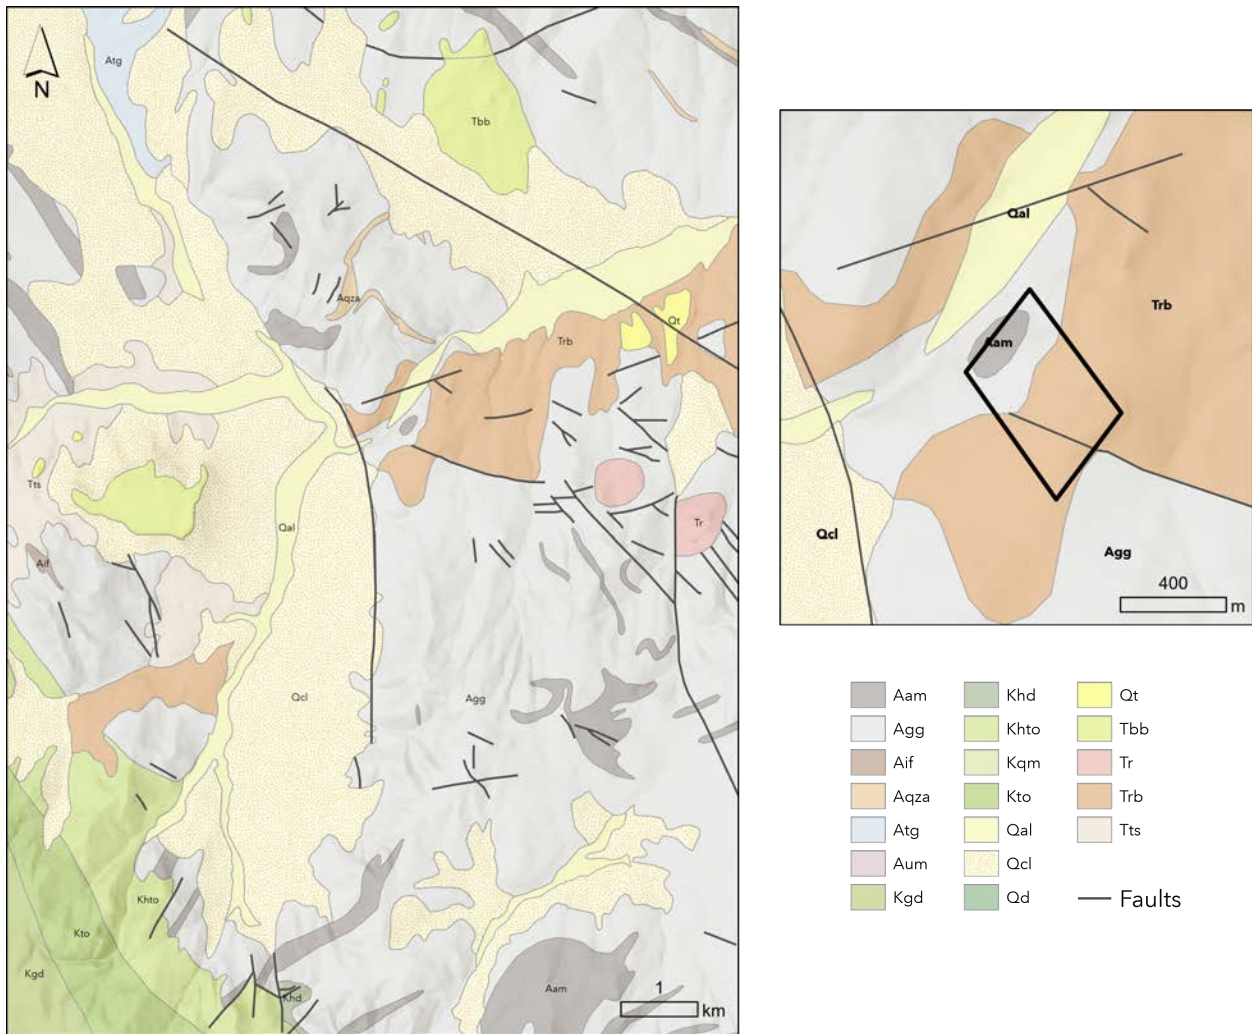 Atg
N
Tbb
Aqza
Qt
Trb
Tts
Qal
Tr
Aif
Qcl
Agg
Khto
Kto
Kgd
Khd
Aam
1
km
Qal
Trb
Aam
Qcl
Agg
400
m
Aam Khd Qt
Agg Khto Tbb
Aif Kqm Tr
Aqza Kto Trb
Atg Qal Tts
Aum Qcl
Kgd Qd Faults